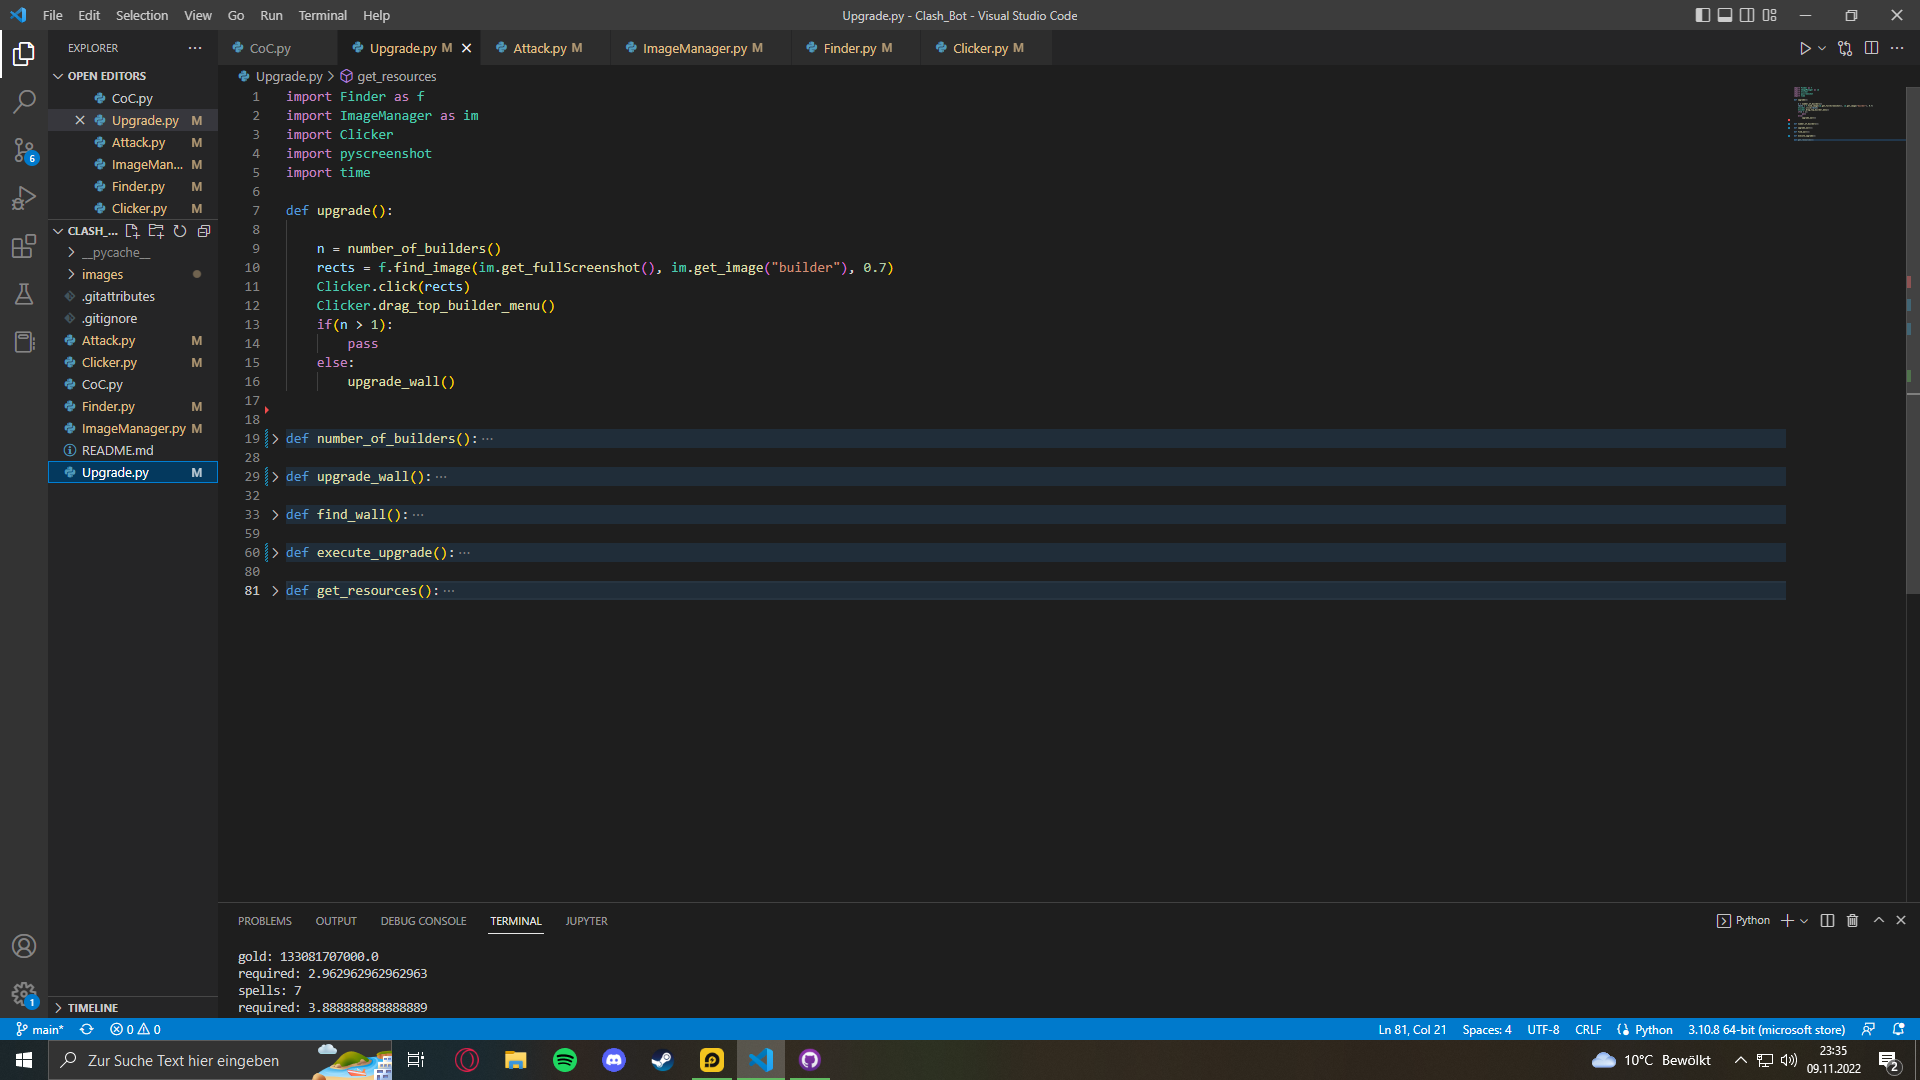 File Edit Selection View Go Run Terminal Help
Upgrade.py - Clash_Bot - Visual Studio Code
EXPLORER
OPEN EDITORS
CoC.py
Upgrade.py M
Attack.py M
ImageMan... M
Finder.py M
Clicker.py M
CLASH_...
__pycache__
images
.gitattributes
.gitignore
Attack.py M
Clicker.py M
CoC.py
Finder.py M
ImageManager.py M
README.md
Upgrade.py M
TIMELINE
6
1
CoC.py
Upgrade.py M
Attack.py M
ImageManager.py M
Finder.py M
Clicker.py M
Upgrade.py > get_resources
1 import Finder as f
2 import ImageManager as im
3 import Clicker
4 import pyscreenshot
5 import time
6
7 def upgrade():
8
9 n = number_of_builders()
10 rects = f.find_image(im.get_fullScreenshot(), im.get_image("builder"), 0.7)
11 Clicker.click(rects)
12 Clicker.drag_top_builder_menu()
13 if(n > 1):
14 pass
15 else:
16 upgrade_wall()
17
18
19 def number_of_builders(): ...
28
29 def upgrade_wall(): ...
32
33 def find_wall(): ...
59
60 def execute_upgrade(): ...
80
81 def get_resources(): ...
PROBLEMS OUTPUT DEBUG CONSOLE TERMINAL JUPYTER
Python
gold: 133081707000.0
required: 2.962962962962963
spells: 7
required: 3.888888888888889
main* 0 0
Ln 81, Col 21 Spaces: 4 UTF-8 CRLF Python 3.10.8 64-bit (microsoft store)
Zur Suche Text hier eingeben
10°C Bewölkt
23:35
09.11.2022
2